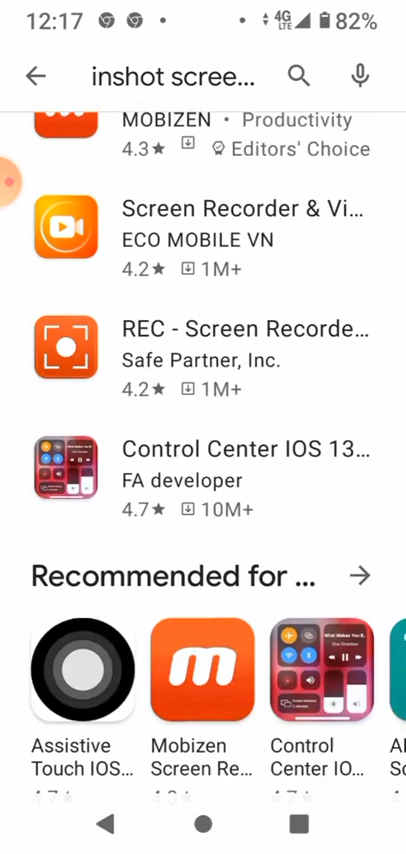 12:17 4G LTE 82%
inshot scree...
MOBIZEN • Productivity
4.3★ Editors' Choice
Screen Recorder & Vi...
ECO MOBILE VN
4.2★ 1M+
REC - Screen Recorde...
Safe Partner, Inc.
4.2★ 1M+
Control Center IOS 13...
FA developer
4.7★ 10M+
Recommended for ...
m
Assistive
Touch IOS...
Mobizen
Screen Re...
Control
Center IO...